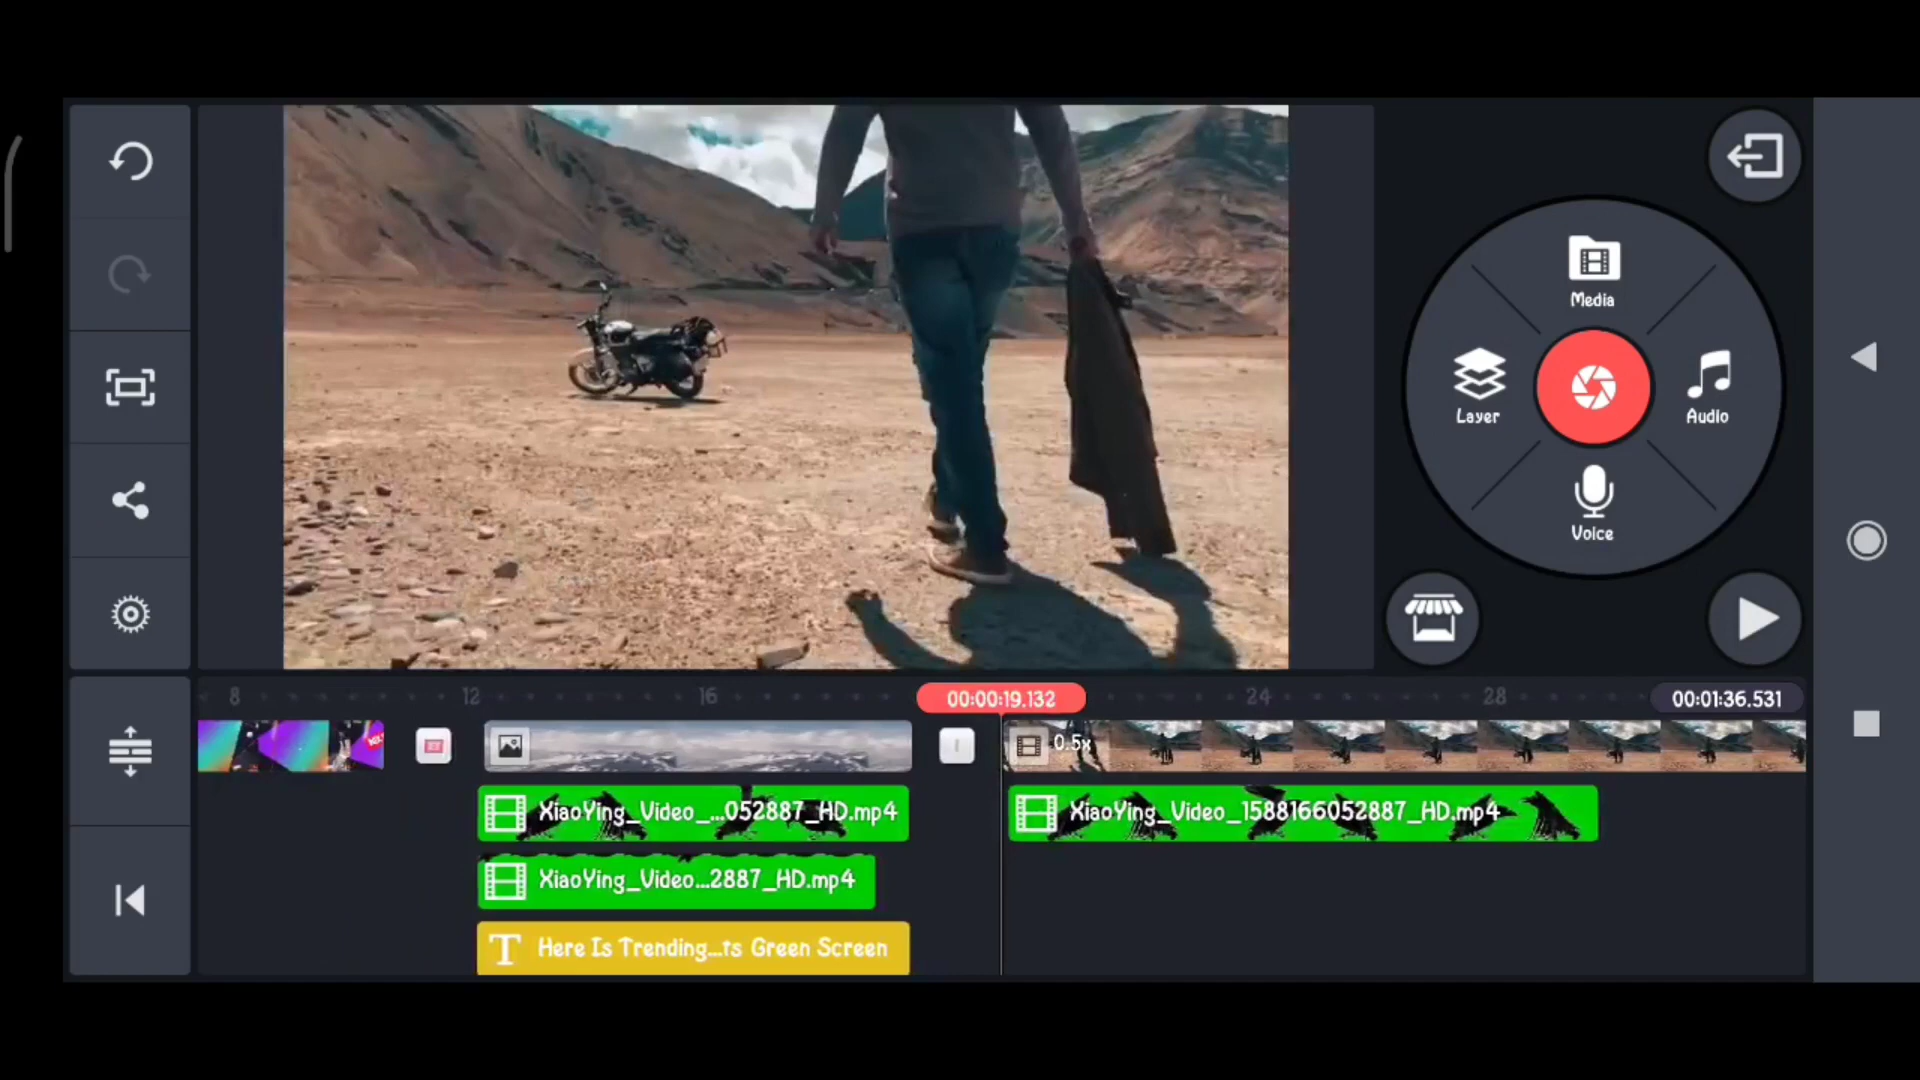 Media
Layer
Audio
Voice
8
12
16
00:00:19.132
24
28
00:01:36.531
0.5x
XiaoYing_Video_...052887_HD.mp4
XiaoYing_Video_1588166052887_HD.mp4
XiaoYing_Video...2887_HD.mp4
T
Here Is Trending...ts Green Screen